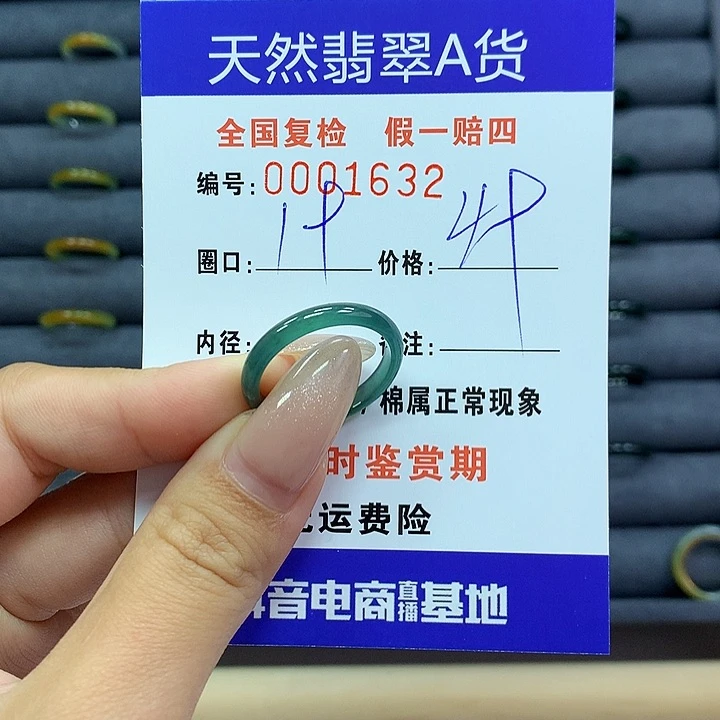 天然翡翠A货
全国复检 假一赔四
编号:0001632
圈口: 价格:
内径: 注:
棉属正常现象
时鉴赏期
运费险
音电商直播基地